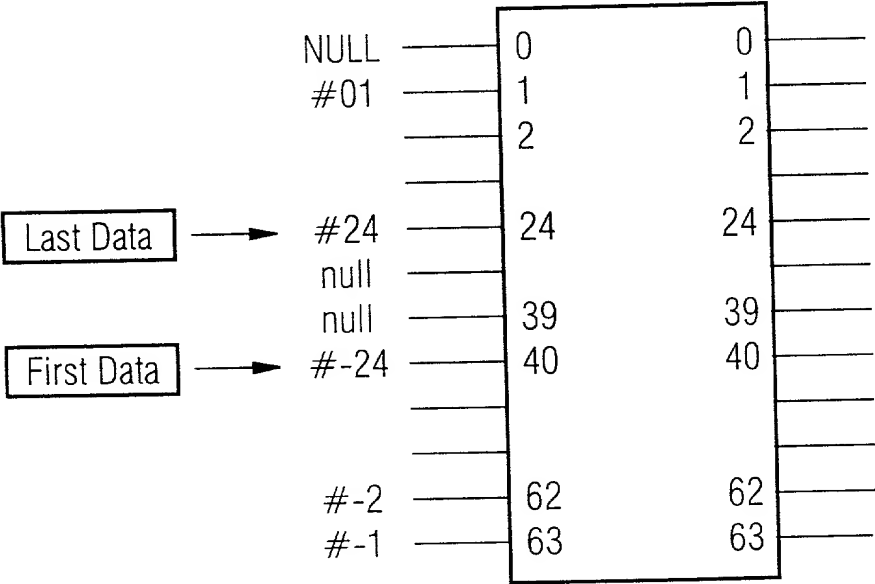 NULL 0 0
#01 1 1
2 2
Last Data #24 24 24
null
null 39 39
First Data #-24 40 40
#-2 62 62
#-1 63 63